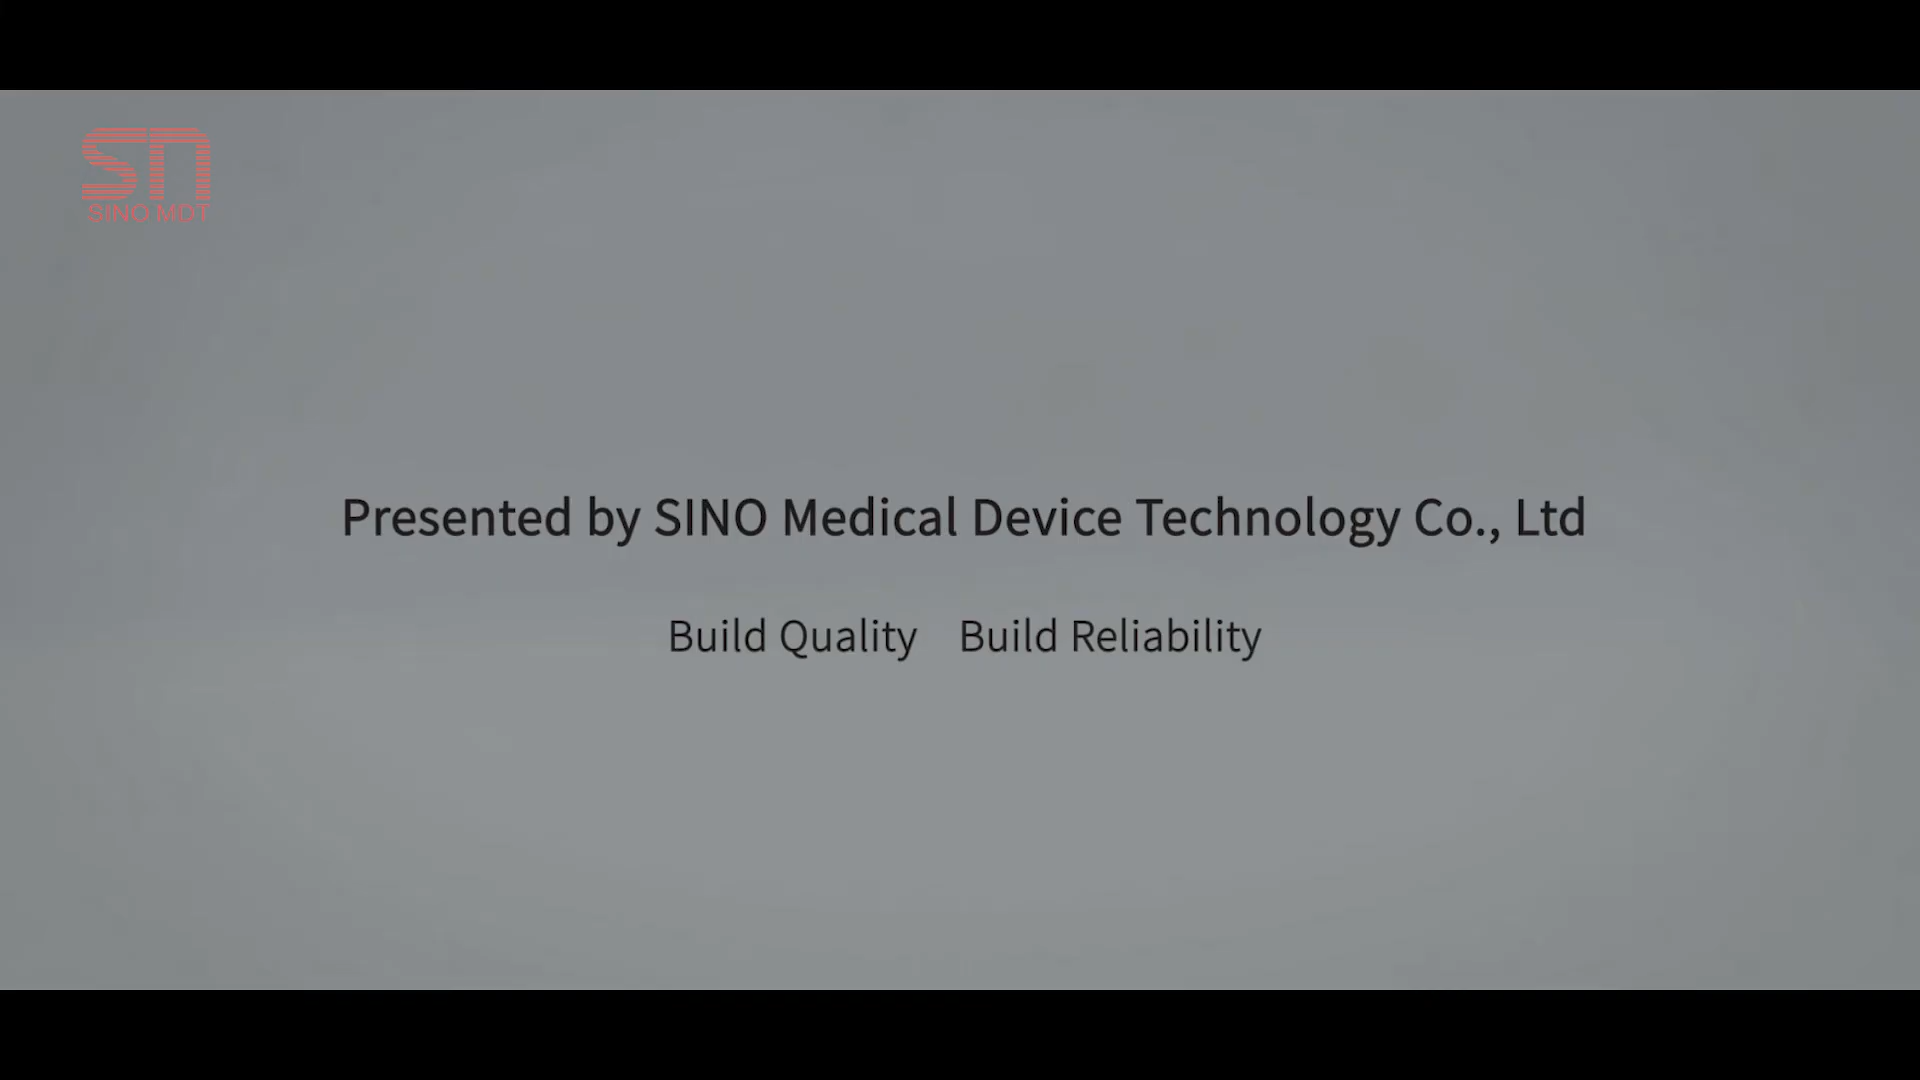 SN
SINO MDT
Presented by SINO Medical Device Technology Co., Ltd
Build Quality Build Reliability